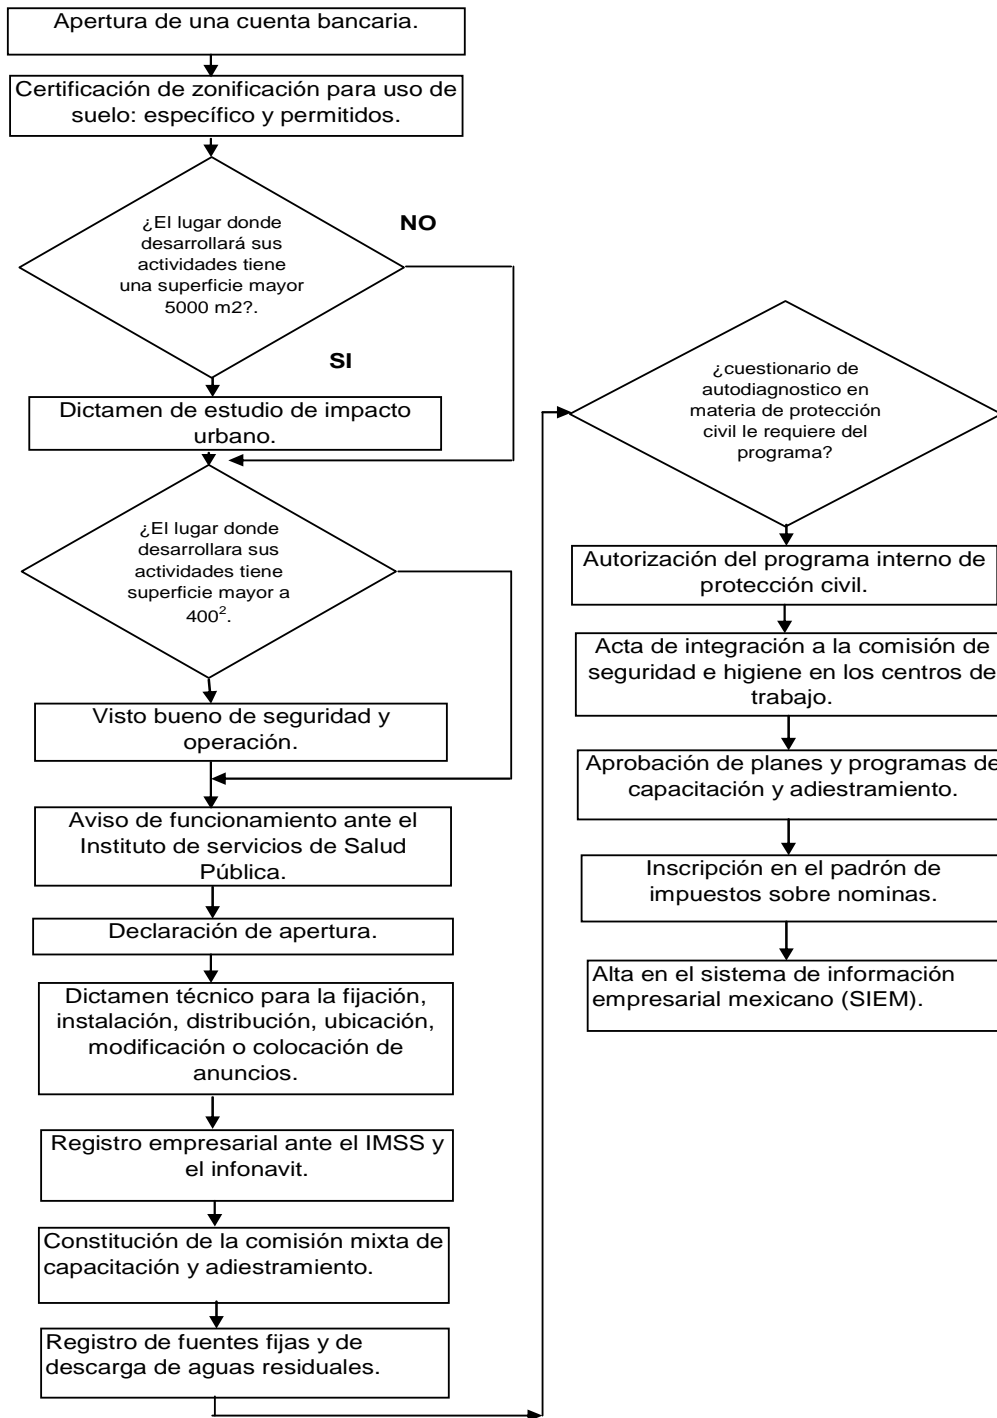 Apertura de una cuenta bancaria.
Certificación de zonificación para uso de
suelo: específico y permitidos.
¿El lugar donde
desarrollará sus
actividades tiene
una superficie mayor
5000 m2?.
NO
SI
Dictamen de estudio de impacto
urbano.
¿El lugar donde
desarrollara sus
actividades tiene
superficie mayor a
400².
Visto bueno de seguridad y
operación.
Aviso de funcionamiento ante el
Instituto de servicios de Salud
Pública.
Declaración de apertura.
Dictamen técnico para la fijación,
instalación, distribución, ubicación,
modificación o colocación de
anuncios.
Registro empresarial ante el IMSS y
el infonavit.
Constitución de la comisión mixta de
capacitación y adiestramiento.
Registro de fuentes fijas y de
descarga de aguas residuales.
¿cuestionario de
autodiagnostico en
materia de protección
civil le requiere del
programa?
Autorización del programa interno de
protección civil.
Acta de integración a la comisión de
seguridad e higiene en los centros de
trabajo.
Aprobación de planes y programas de
capacitación y adiestramiento.
Inscripción en el padrón de
impuestos sobre nominas.
Alta en el sistema de información
empresarial mexicano (SIEM).